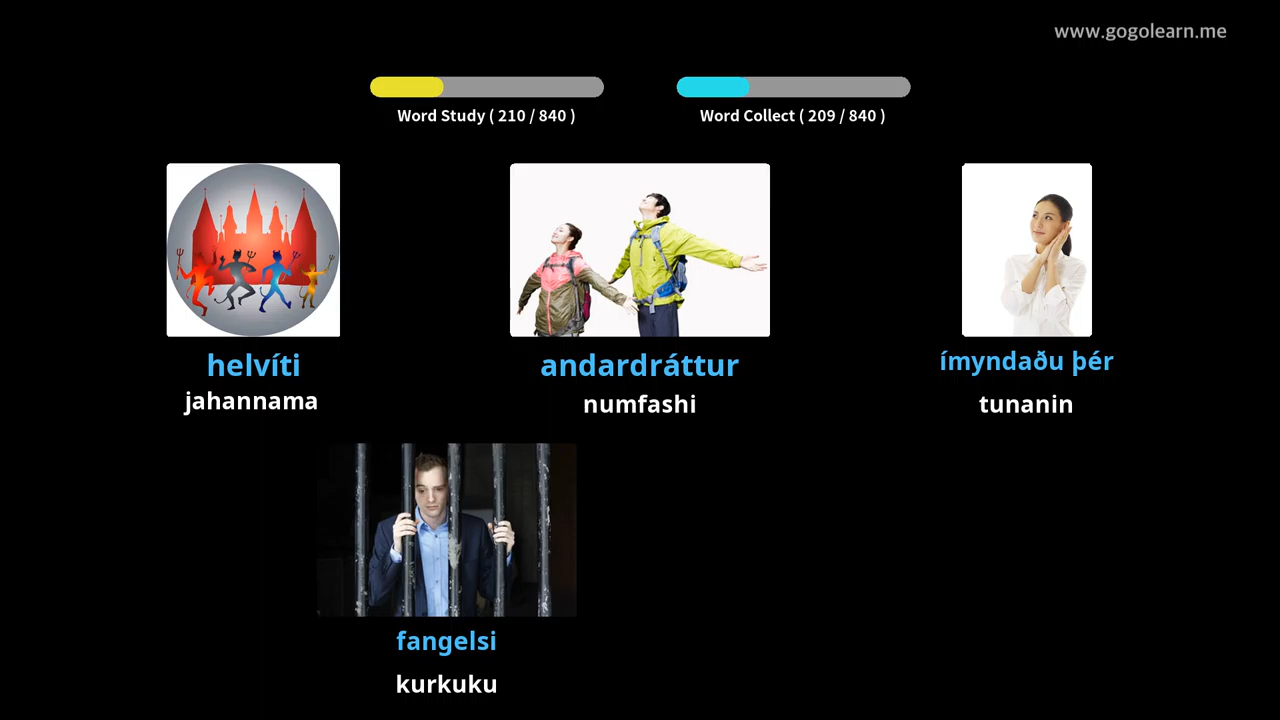 www.gogolearn.me
Word Study ( 210 / 840 )
Word Collect ( 209 / 840 )
helvíti
jahannama
andardráttur
numfashi
ímyndaðu þér
tunanin
fangelsi
kurkuku